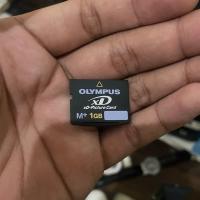 OLYMPUS
xD
xD-Picture Card
M+ 1GB